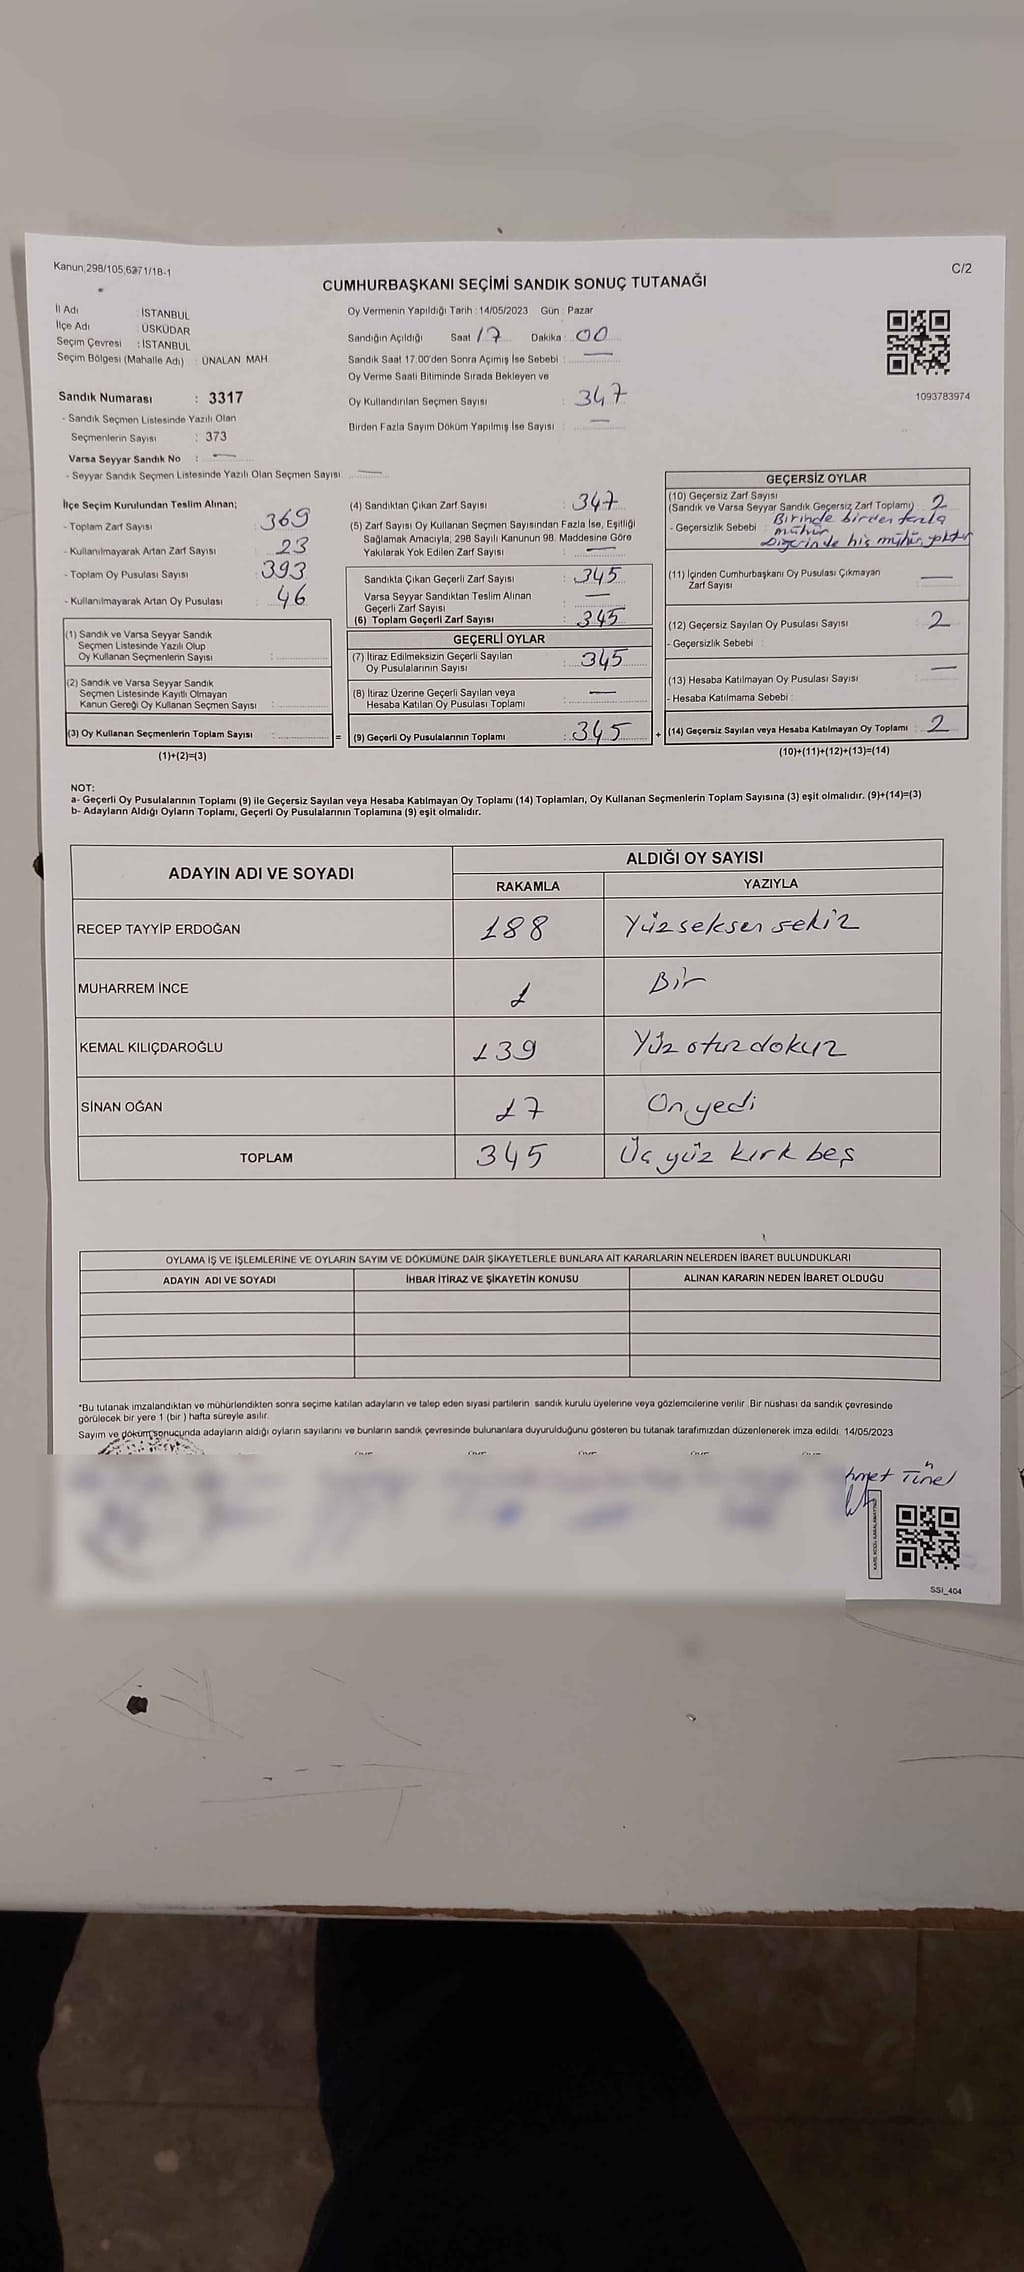 Kanun;298/105,6271/18-1
C/2
CUMHURBAŞKANI SEÇİMİ SANDIK SONUÇ TUTANAĞI
İl Adı : İSTANBUL
İlçe Adı : ÜSKÜDAR
Seçim Çevresi : İSTANBUL
Seçim Bölgesi (Mahalle Adı) : ÜNALAN MAH.
Oy Vermenin Yapıldığı Tarih : 14/05/2023 Gün : Pazar
Sandığın Açıldığı Saat 17 Dakika : 00
Sandık Saat 17.00'den Sonra Açımış İse Sebebi : —
Oy Verme Saati Bitiminde Sırada Bekleyen ve
Oy Kullandırılan Seçmen Sayısı : 347
Birden Fazla Sayım Döküm Yapılmış İse Sayısı : —
1093783974
Sandık Numarası : 3317
- Sandık Seçmen Listesinde Yazılı Olan
Seçmenlerin Sayısı : 373
Varsa Seyyar Sandık No : —
- Seyyar Sandık Seçmen Listesinde Yazılı Olan Seçmen Sayısı : —
İlçe Seçim Kurulundan Teslim Alınan;
- Toplam Zarf Sayısı : 369
- Kullanılmayarak Artan Zarf Sayısı : 23
- Toplam Oy Pusulası Sayısı : 393
- Kullanılmayarak Artan Oy Pusulası : 46
(1) Sandık ve Varsa Seyyar Sandık
Seçmen Listesinde Yazılı Olup
Oy Kullanan Seçmenlerin Sayısı :
(2) Sandık ve Varsa Seyyar Sandık
Seçmen Listesinde Kayıtlı Olmayan
Kanun Gereği Oy Kullanan Seçmen Sayısı :
(3) Oy Kullanan Seçmenlerin Toplam Sayısı : =
(1)+(2)=(3)
(4) Sandıktan Çıkan Zarf Sayısı : 347
(5) Zarf Sayısı Oy Kullanan Seçmen Sayısından Fazla İse, Eşitliği
Sağlamak Amacıyla, 298 Sayılı Kanunun 98. Maddesine Göre
Yakılarak Yok Edilen Zarf Sayısı : —
Sandıkta Çıkan Geçerli Zarf Sayısı : 345
Varsa Seyyar Sandıktan Teslim Alınan
Geçerli Zarf Sayısı : —
(6) Toplam Geçerli Zarf Sayısı : 345
GEÇERLİ OYLAR
(7) İtiraz Edilmeksizin Geçerli Sayılan
Oy Pusulalarının Sayısı : 345
(8) İtiraz Üzerine Geçerli Sayılan veya
Hesaba Katılan Oy Pusulası Toplamı : —
(9) Geçerli Oy Pusulalarının Toplamı : 345 +
GEÇERSİZ OYLAR
(10) Geçersiz Zarf Sayısı
(Sandık ve Varsa Seyyar Sandık Geçersiz Zarf Toplamı) : 2
- Geçersizlik Sebebi : Birinde birden fazla
mühür
Diğerinde hiç mühür yoktur
(11) İçinden Cumhurbaşkanı Oy Pusulası Çıkmayan
Zarf Sayısı : —
(12) Geçersiz Sayılan Oy Pusulası Sayısı : 2
- Geçersizlik Sebebi :
(13) Hesaba Katılmayan Oy Pusulası Sayısı : —
- Hesaba Katılmama Sebebi :
(14) Geçersiz Sayılan veya Hesaba Katılmayan Oy Toplamı : 2
(10)+(11)+(12)+(13)=(14)
NOT:
a- Geçerli Oy Pusulalarının Toplamı (9) ile Geçersiz Sayılan veya Hesaba Katılmayan Oy Toplamı (14) Toplamları, Oy Kullanan Seçmenlerin Toplam Sayısına (3) eşit olmalıdır. (9)+(14)=(3)
b- Adayların Aldığı Oyların Toplamı, Geçerli Oy Pusulalarının Toplamına (9) eşit olmalıdır.
ADAYIN ADI VE SOYADI
ALDIĞI OY SAYISI
RAKAMLA YAZIYLA
RECEP TAYYİP ERDOĞAN 188 Yüz seksen sekiz
MUHARREM İNCE 1 Bir
KEMAL KILIÇDAROĞLU 139 Yüz otuz dokuz
SİNAN OĞAN 17 On yedi
TOPLAM 345 Üç yüz kırk beş
OYLAMA İŞ VE İŞLEMLERİNE VE OYLARIN SAYIM VE DÖKÜMÜNE DAİR ŞİKAYETLERLE BUNLARA AİT KARARLARIN NELERDEN İBARET BULUNDUKLARI
ADAYIN ADI VE SOYADI İHBAR İTİRAZ VE ŞİKAYETİN KONUSU ALINAN KARARIN NEDEN İBARET OLDUĞU
*Bu tutanak imzalandıktan ve mühürlendikten sonra seçime katılan adayların ve talep eden siyasi partilerin sandık kurulu üyelerine veya gözlemcilerine verilir. Bir nüshası da sandık çevresinde
görülecek bir yere 1 (bir ) hafta süreyle asılır.
Sayım ve döküm sonucunda adayların aldığı oyların sayılarını ve bunların sandık çevresinde bulunanlara duyurulduğunu gösteren bu tutanak tarafımızdan düzenlenerek imza edildi. 14/05/2023
hmet Tünel
SSI_404